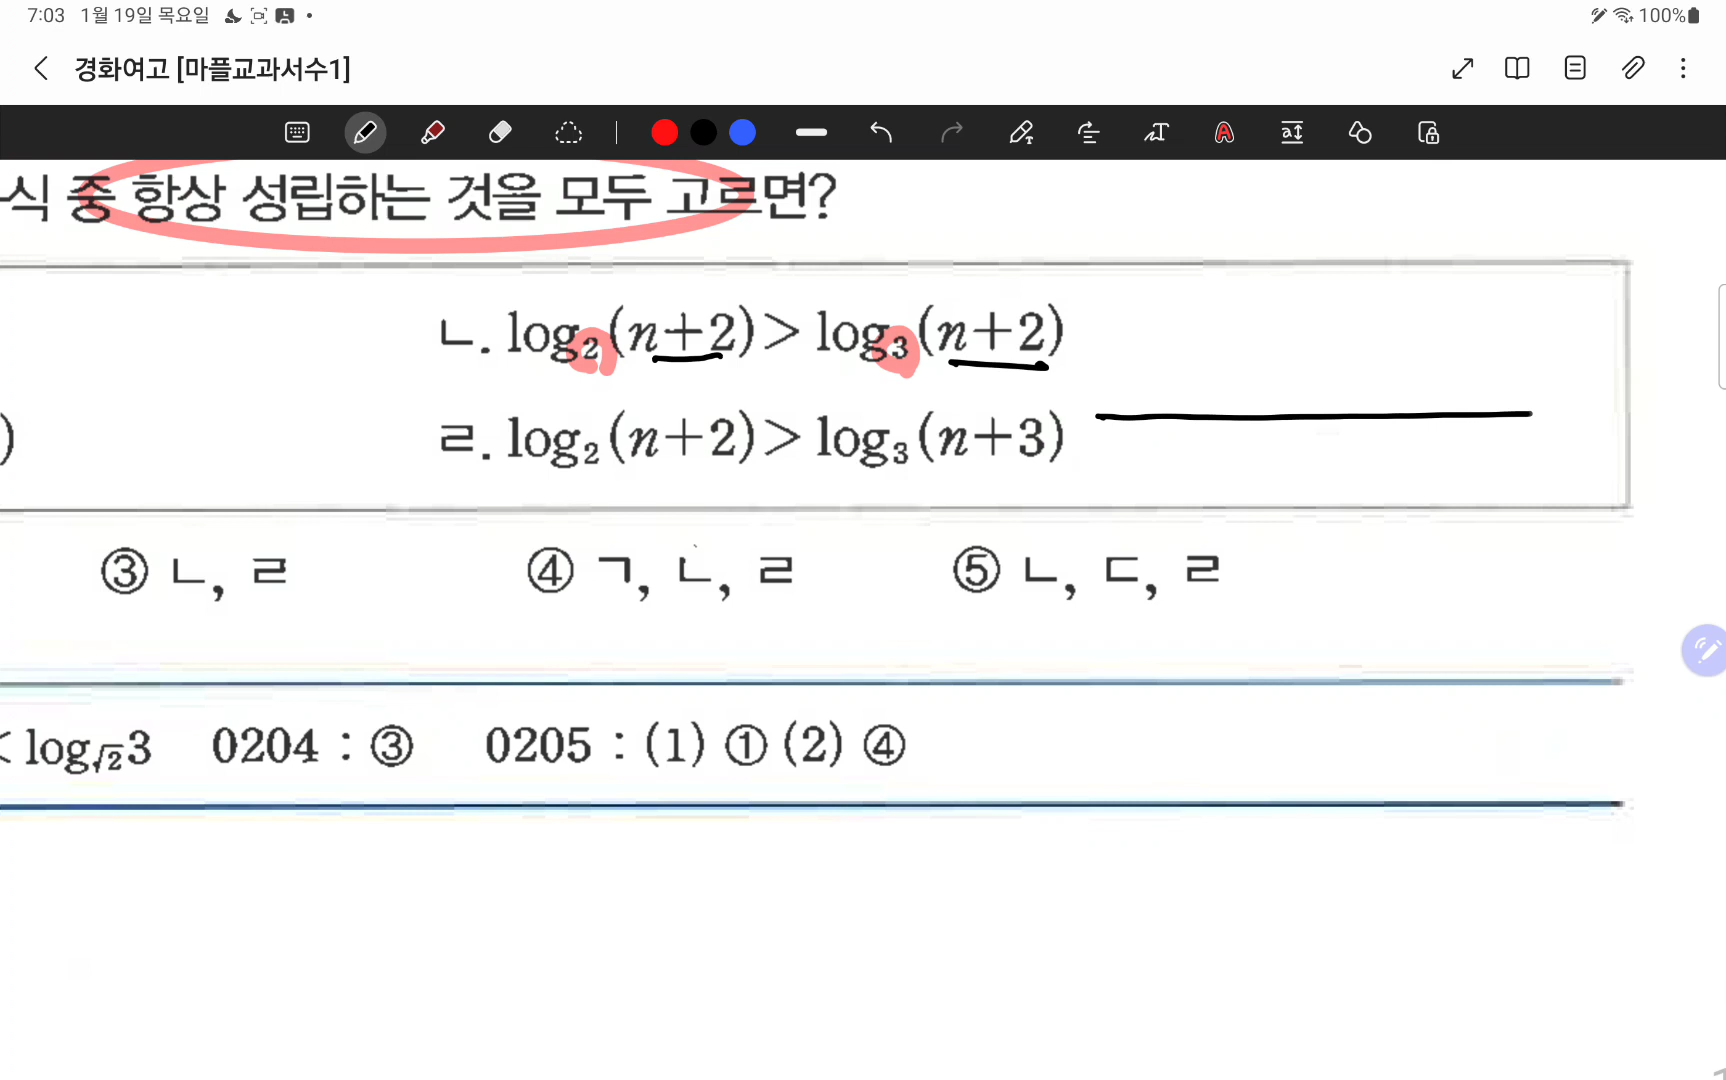 7:03 1월 19일 목요일 100%
경화여고 [마플교과서수1]
식 중 항상 성립하는 것을 모두 고르면?
ㄴ. log₂(n+2)>log₃(n+2)
) ㄹ. log₂(n+2)>log₃(n+3)
③ ㄴ, ㄹ ④ ㄱ, ㄴ, ㄹ ⑤ ㄴ, ㄷ, ㄹ
< log_√2 3 0204 : ③ 0205 : (1) ① (2) ④